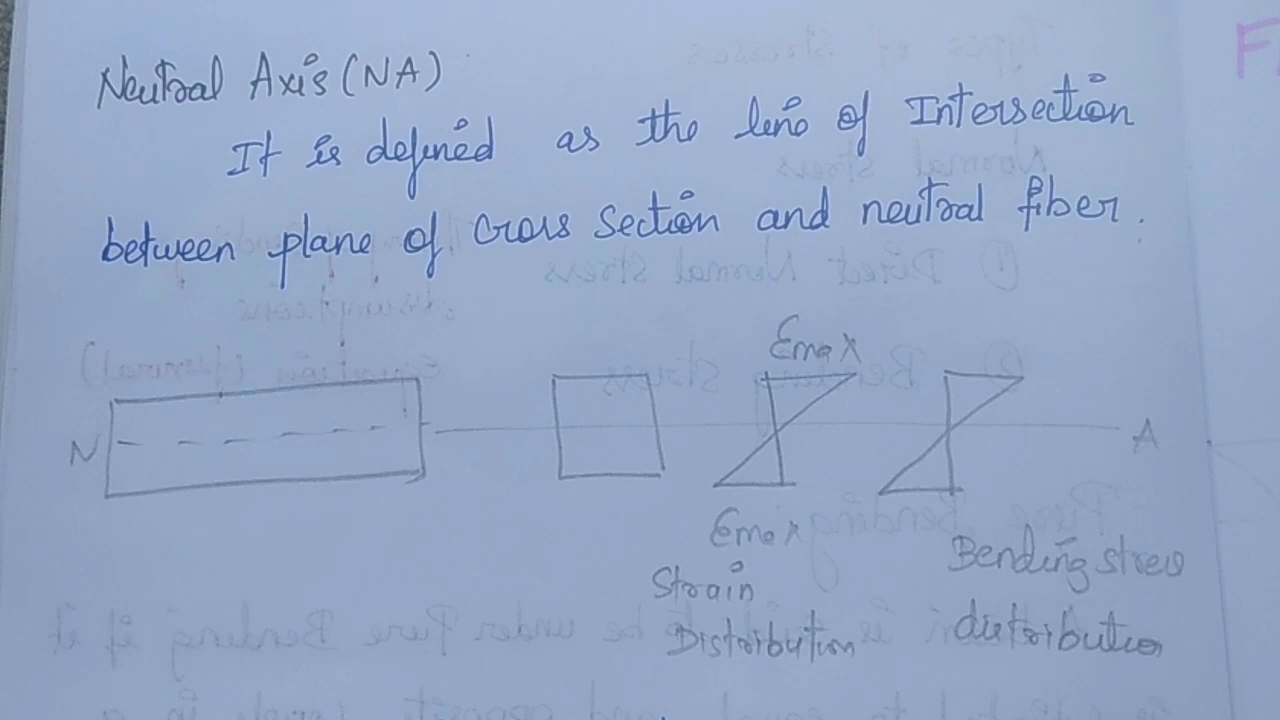 Neutral Axis (NA)
It is defined as the line of Intersection
between plane of cross section and neutral fiber.
Emax
N A
Emax
Strain
Distribution
Bending stress
distribution